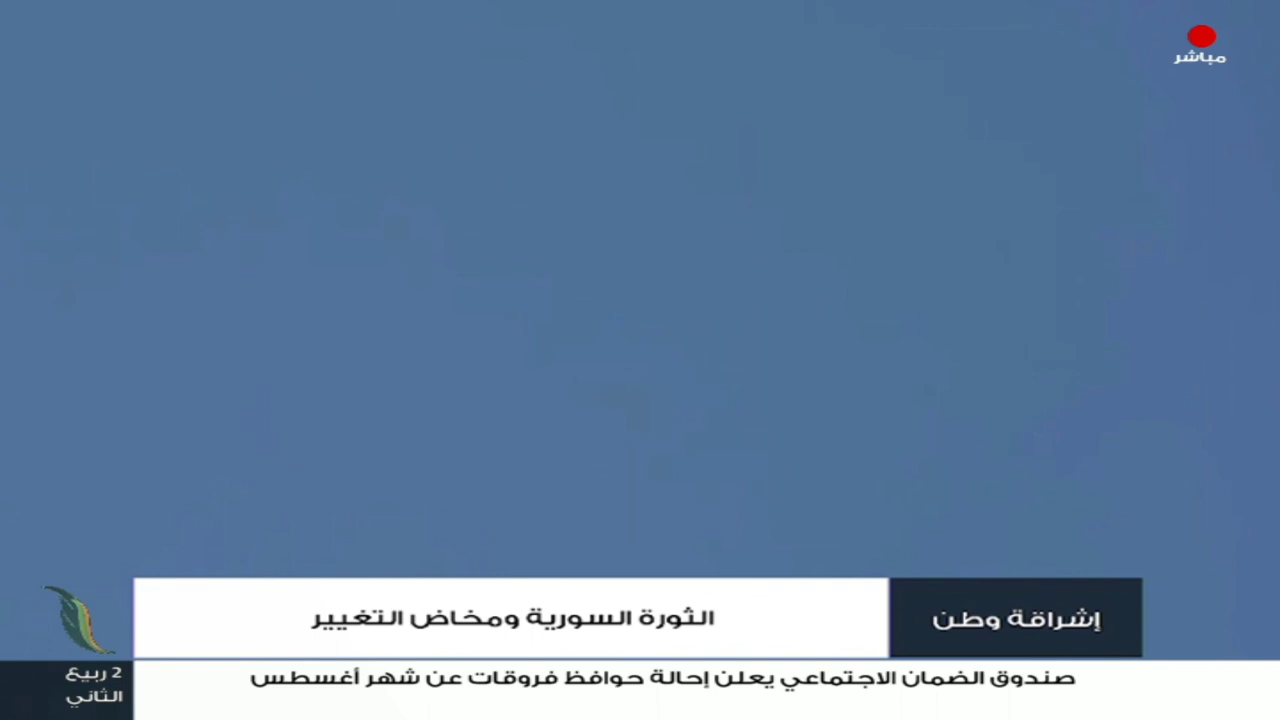 مباشر
إشراقة وطن
الثورة السورية ومخاض التغيير
صندوق الضمان الاجتماعي يعلن إحالة حوافظ فروقات عن شهر أغسطس
2 ربيع
الثاني